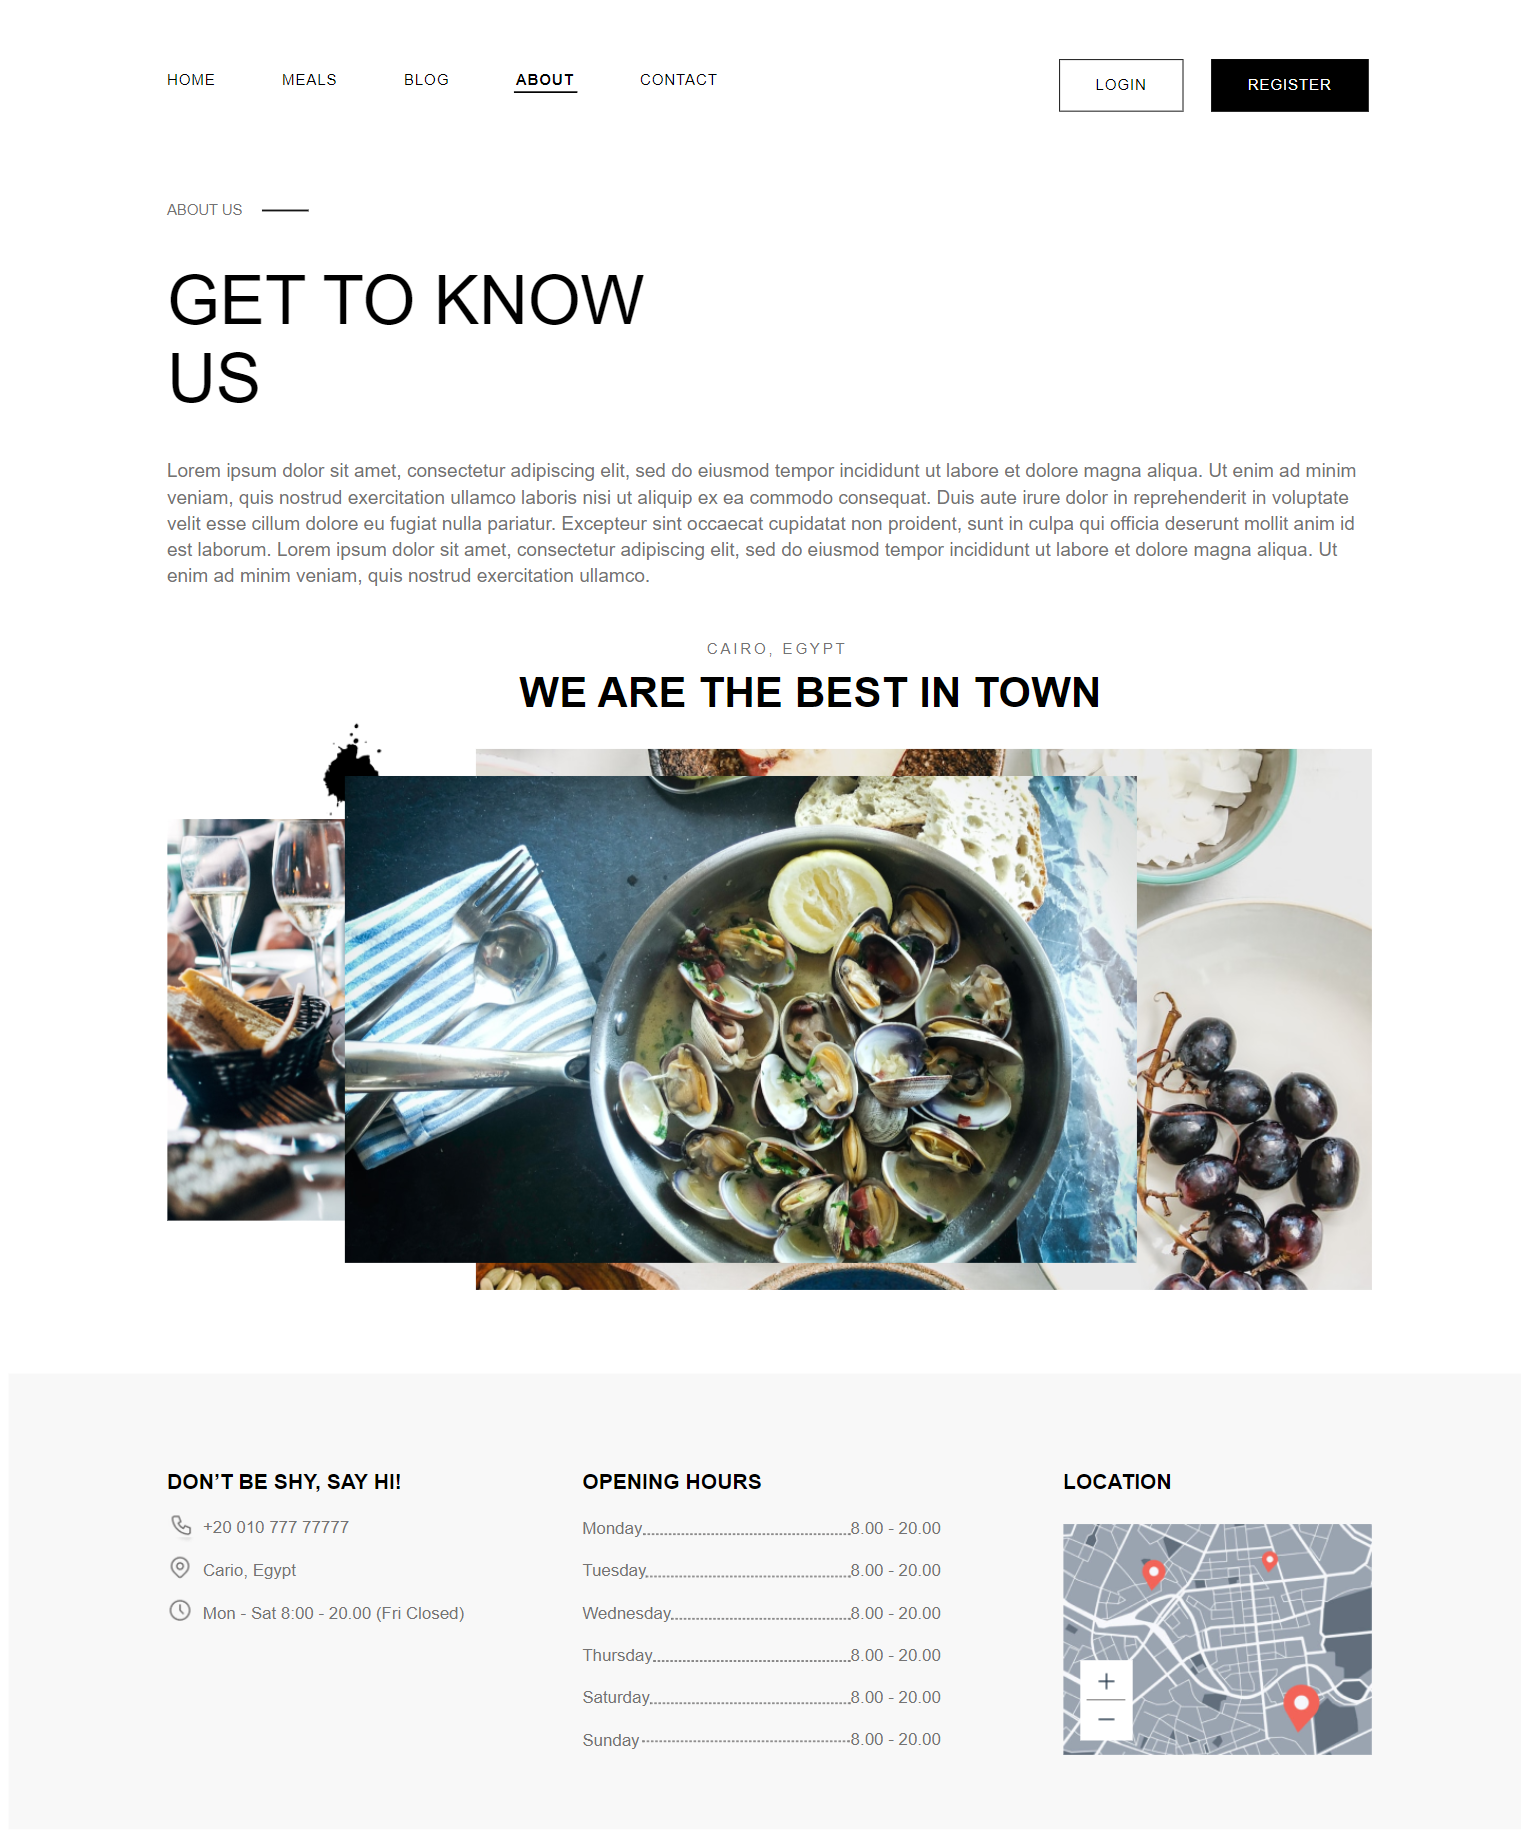 HOME MEALS BLOG ABOUT CONTACT LOGIN REGISTER
ABOUT US
GET TO KNOW
US
Lorem ipsum dolor sit amet, consectetur adipiscing elit, sed do eiusmod tempor incididunt ut labore et dolore magna aliqua. Ut enim ad minim
veniam, quis nostrud exercitation ullamco laboris nisi ut aliquip ex ea commodo consequat. Duis aute irure dolor in reprehenderit in voluptate
velit esse cillum dolore eu fugiat nulla pariatur. Excepteur sint occaecat cupidatat non proident, sunt in culpa qui officia deserunt mollit anim id
est laborum. Lorem ipsum dolor sit amet, consectetur adipiscing elit, sed do eiusmod tempor incididunt ut labore et dolore magna aliqua. Ut
enim ad minim veniam, quis nostrud exercitation ullamco.
CAIRO, EGYPT
WE ARE THE BEST IN TOWN
DON’T BE SHY, SAY HI!
+20 010 777 77777
Cario, Egypt
Mon - Sat 8:00 - 20.00 (Fri Closed)
OPENING HOURS
Monday 8.00 - 20.00
Tuesday 8.00 - 20.00
Wednesday 8.00 - 20.00
Thursday 8.00 - 20.00
Saturday 8.00 - 20.00
Sunday 8.00 - 20.00
LOCATION
+
−